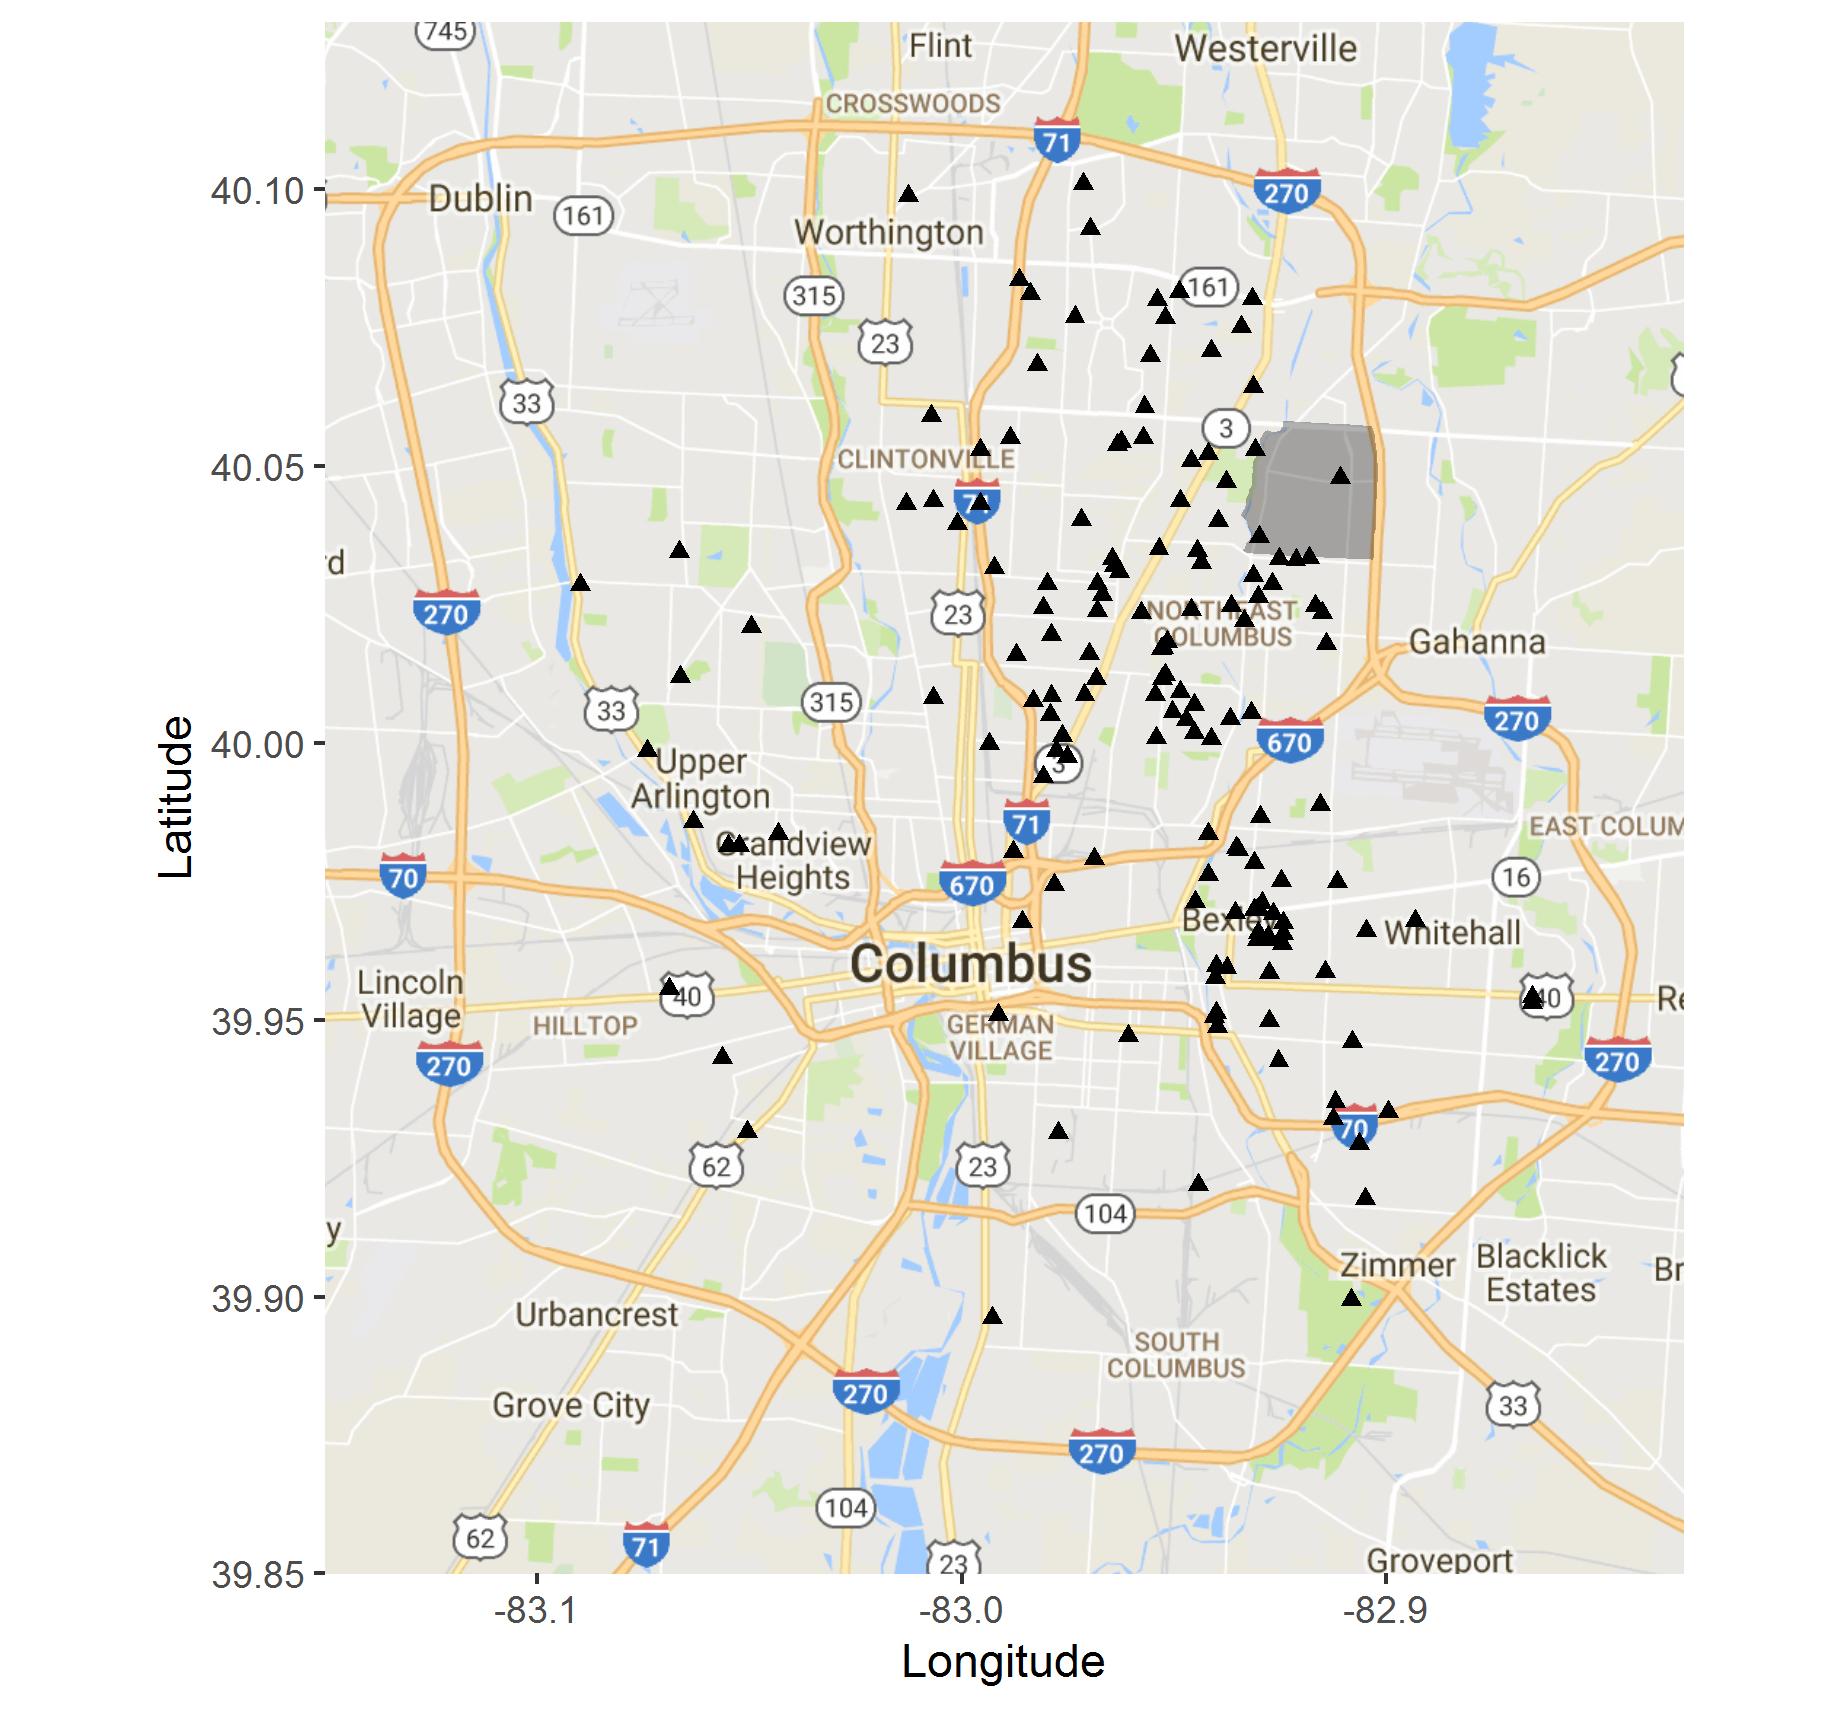 745
Flint
Westerville
CROSSWOODS
71
270
40.10
Dublin
161
Worthington
315
161
23
33
3
40.05
CLINTONVILLE
71
rd
270
23
NORTHEAST
COLUMBUS
Gahanna
33
315
270
40.00
670
3
Upper
Arlington
71
EAST COLUM
Grandview
Heights
70
670
16
Bexley
Whitehall
Columbus
Lincoln
Village
40
40
Re
39.95
HILLTOP
GERMAN
VILLAGE
270
270
70
62
23
104
y
Zimmer
Blacklick
Estates
Br
39.90
Urbancrest
SOUTH
COLUMBUS
270
Grove City
33
270
104
62
71
23
Groveport
39.85
-83.1
-83.0
-82.9
Longitude
Latitude